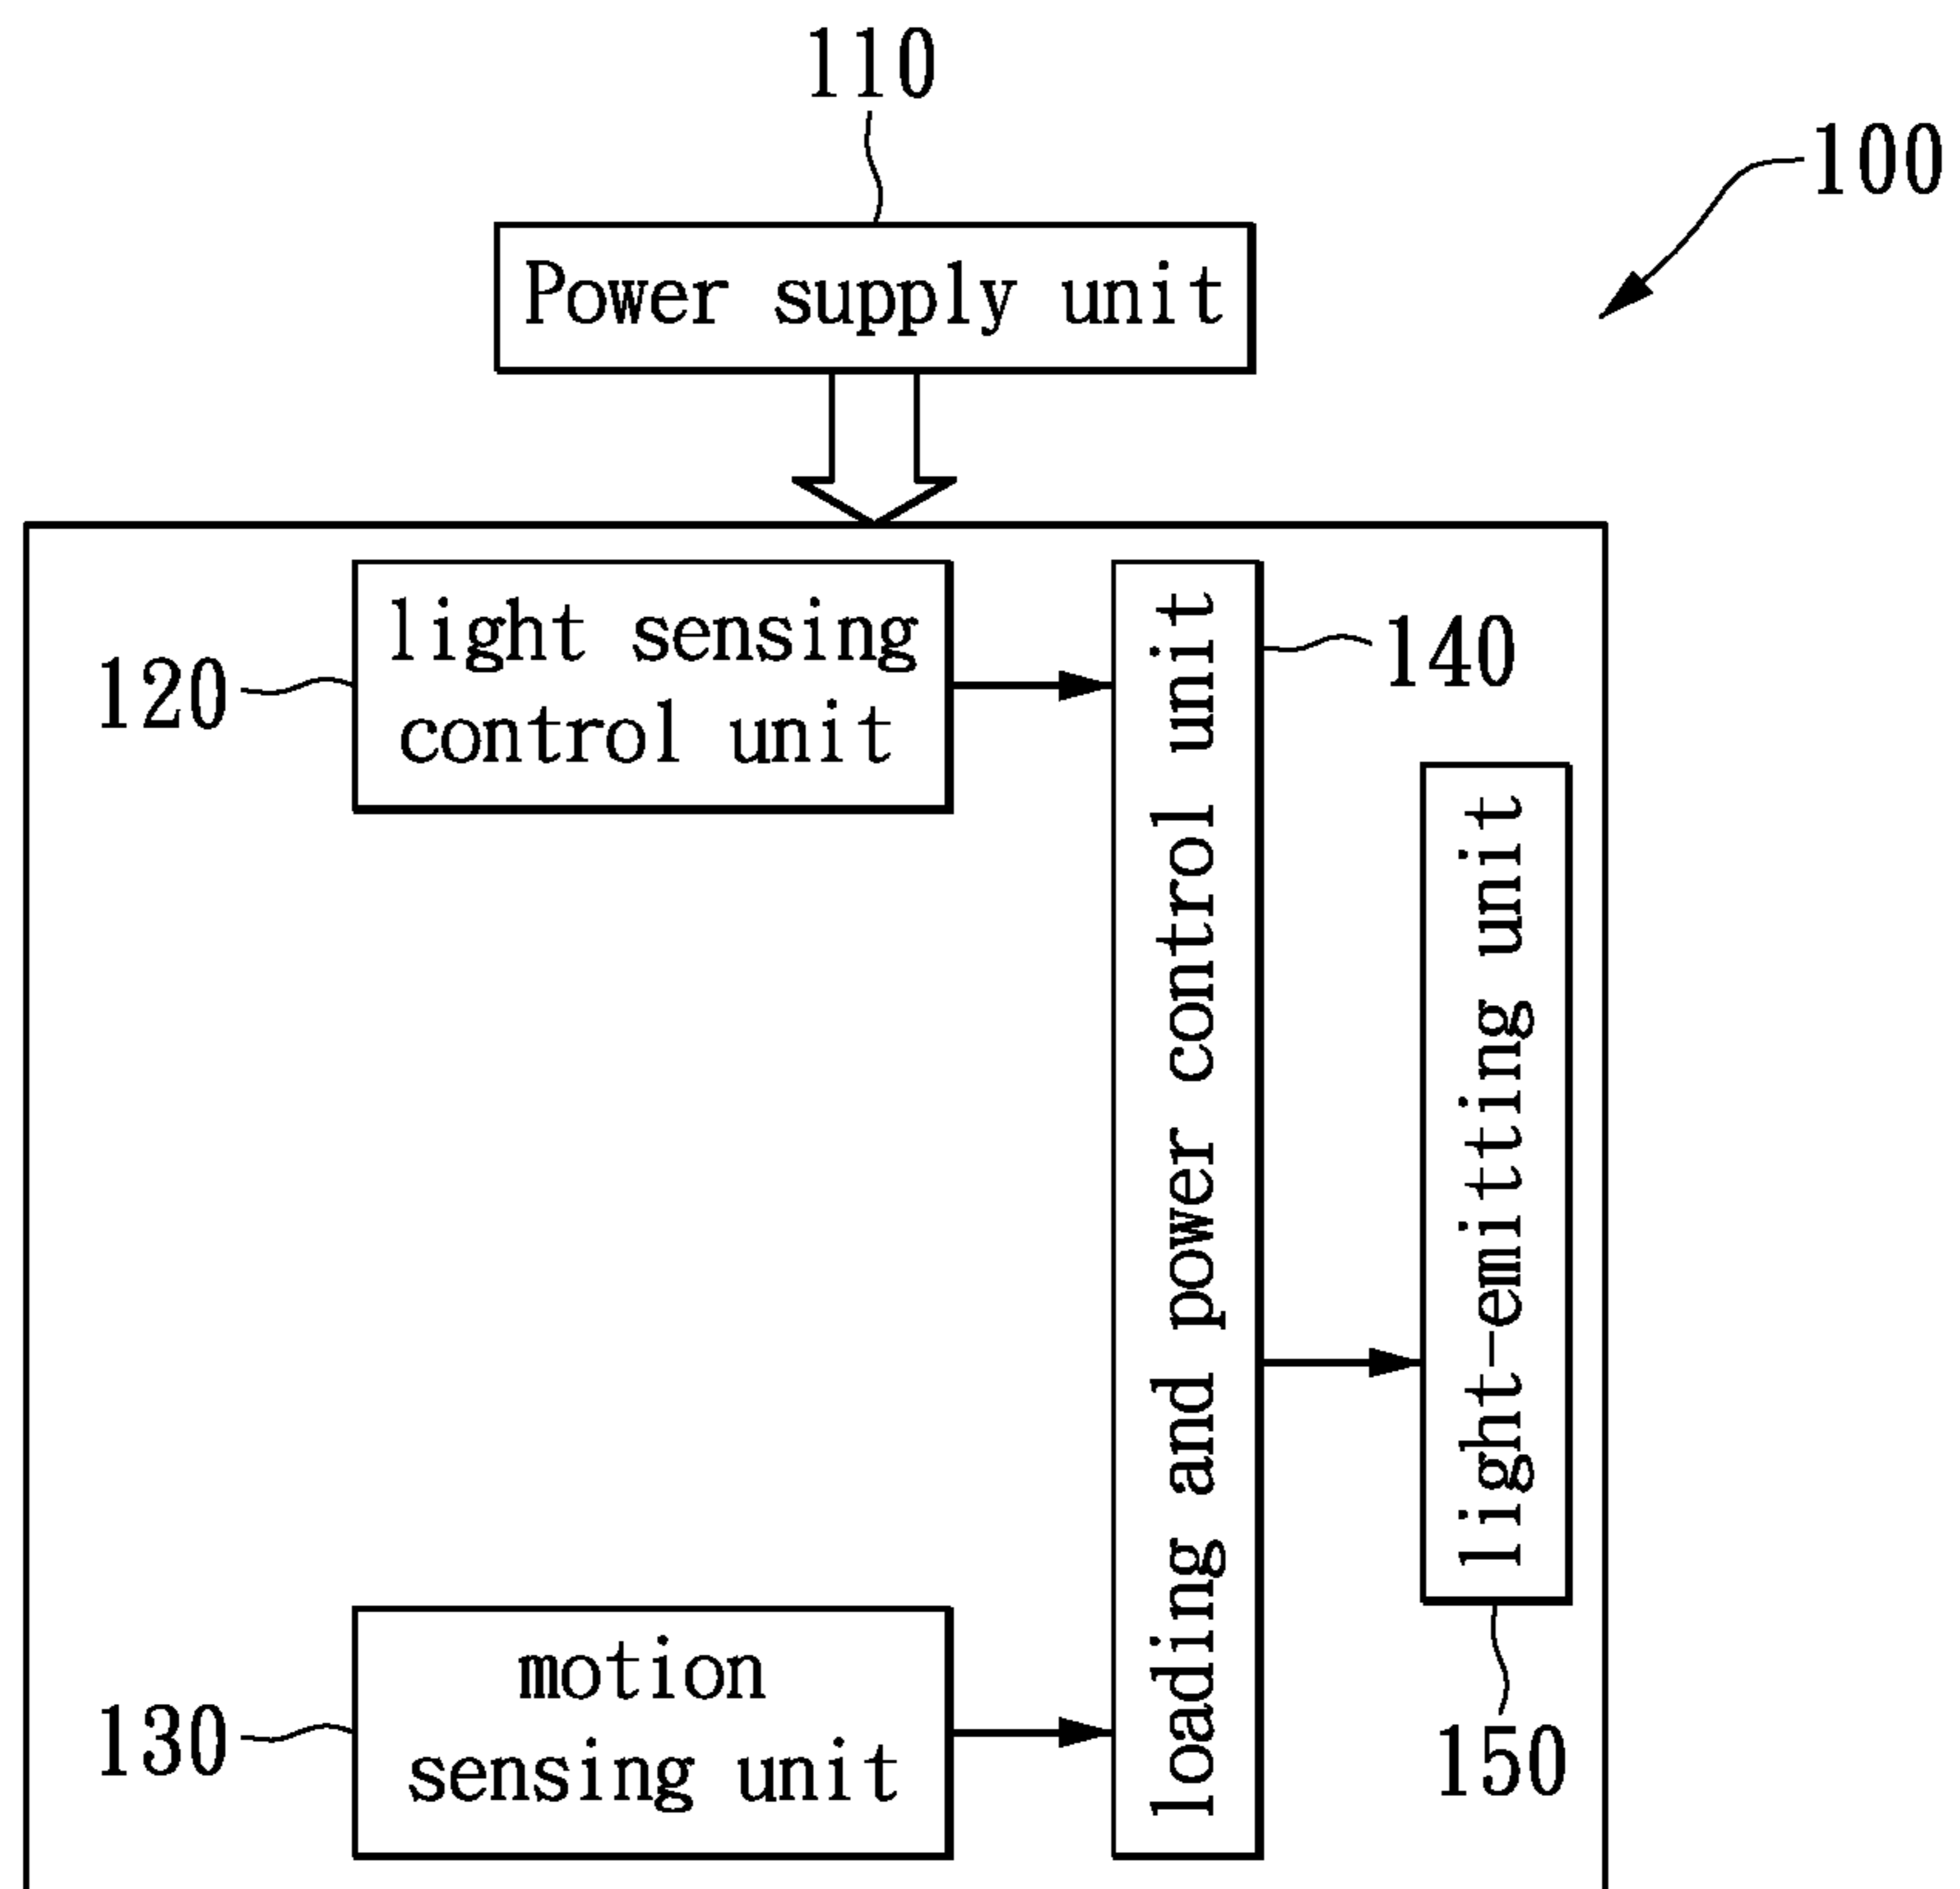 110
100
Power supply unit
light sensing
control unit
120
140
loading and power control unit
light-emitting unit
motion
sensing unit
130
150